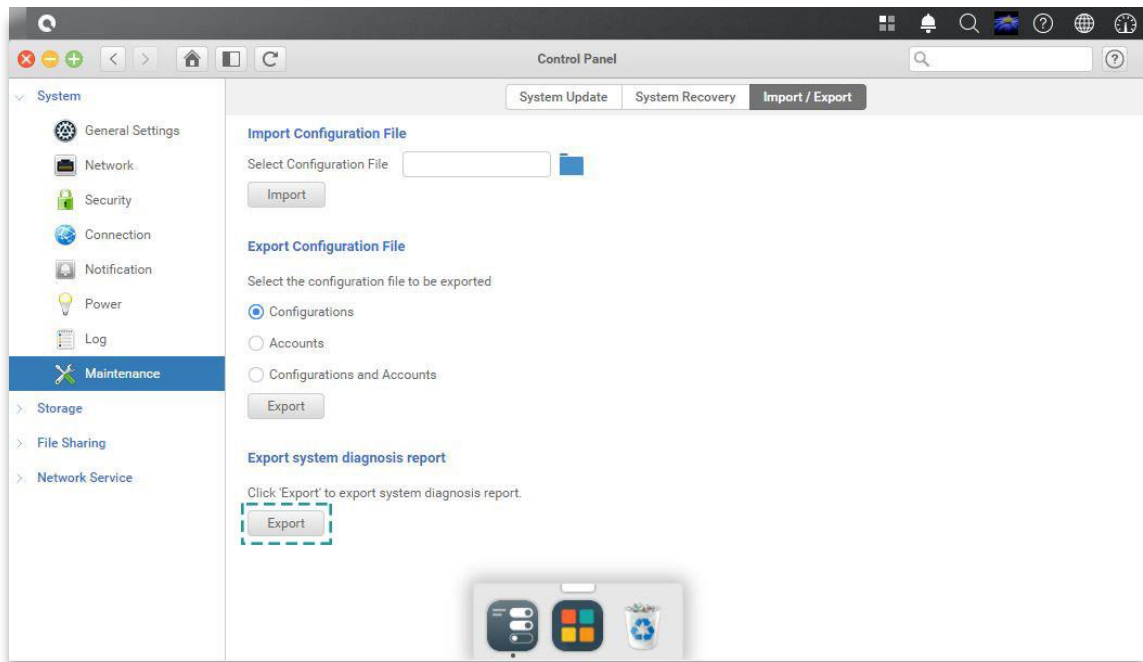 Control Panel
System
General Settings
Network
Security
Connection
Notification
Power
Log
Maintenance
Storage
File Sharing
Network Service
System Update System Recovery Import / Export
Import Configuration File
Select Configuration File
Import
Export Configuration File
Select the configuration file to be exported
Configurations
Accounts
Configurations and Accounts
Export
Export system diagnosis report
Click 'Export' to export system diagnosis report.
Export